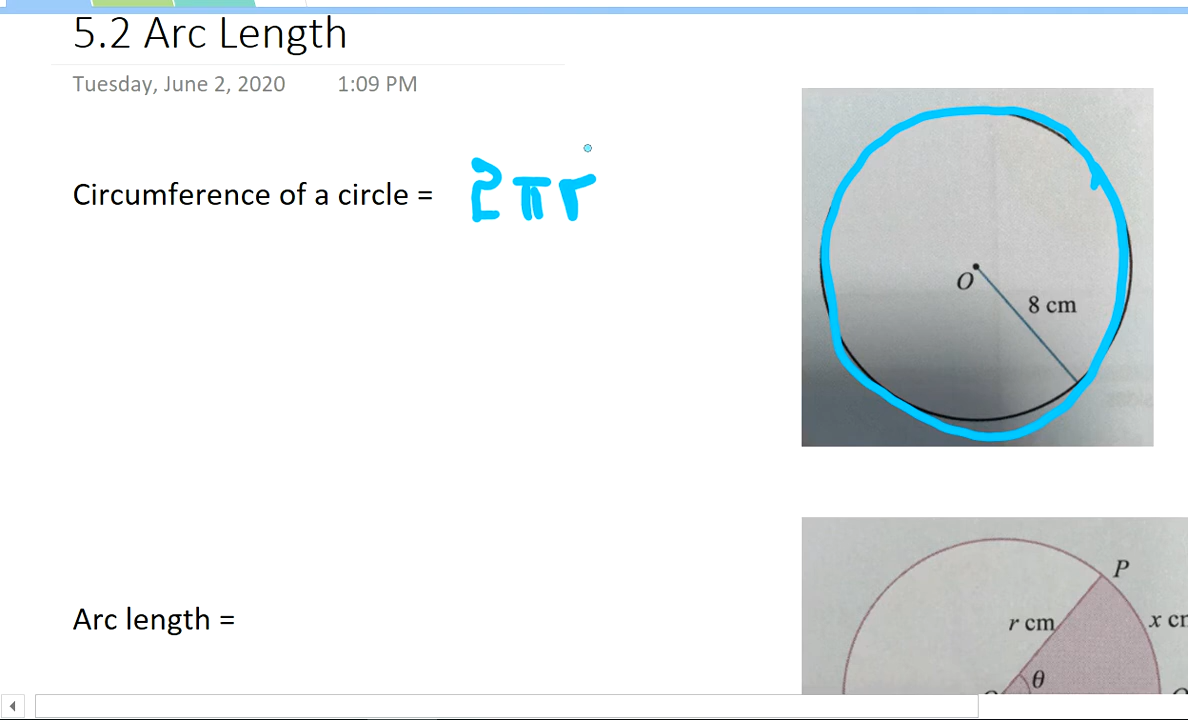 5.2 Arc Length
Tuesday, June 2, 2020 1:09 PM
Circumference of a circle = 2πr
O
8 cm
Arc length =
P
r cm
x
θ